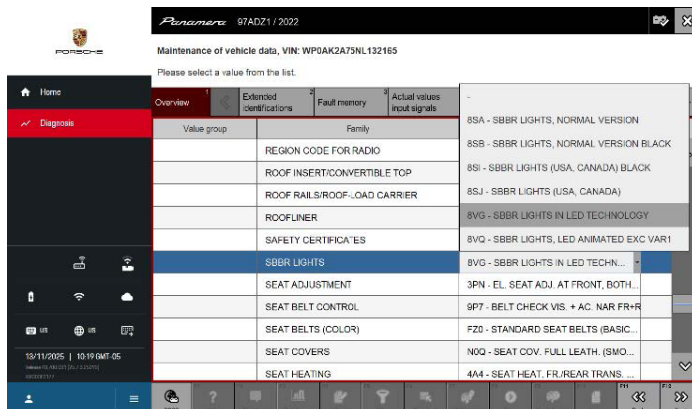 PORSCHE
Panamera 97ADZ1 / 2022
Maintenance of vehicle data, VIN: WP0AK2A75NL132165
Please select a value from the list.
Home
Diagnosis
Overview 1
Extended identifications 2
Fault memory 3
Actual values input signals
Value group
Family
-
8SA - SBBR LIGHTS, NORMAL VERSION
8SB - SBBR LIGHTS, NORMAL VERSION BLACK
8SI - SBBR LIGHTS (USA, CANADA) BLACK
8SJ - SBBR LIGHTS (USA, CANADA)
8VG - SBBR LIGHTS IN LED TECHNOLOGY
8VQ - SBBR LIGHTS, LED ANIMATED EXC VAR1
REGION CODE FOR RADIO
ROOF INSERT/CONVERTIBLE TOP
ROOF RAILS/ROOF-LOAD CARRIER
ROOFLINER
SAFETY CERTIFICATES
SBBR LIGHTS 8VG - SBBR LIGHTS IN LED TECHN...
SEAT ADJUSTMENT 3PN - EL. SEAT ADJ. AT FRONT, BOTH...
SEAT BELT CONTROL 9P7 - BELT CHECK VIS. + AC. NAR FR+R
SEAT BELTS (COLOR) FZ0 - STANDARD SEAT BELTS (BASIC...
SEAT COVERS N0Q - SEAT COV. FULL LEATH. (SMO...
SEAT HEATING 4A4 - SEAT HEAT. FR./REAR TRANS. ...
US US
13/11/2025 | 10:19 GMT-05
F11 F12